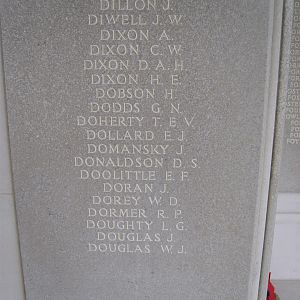 DILLON J.
DIWELL J. W.
DIXON A.
DIXON C. W.
DIXON D. A. H.
DIXON H. E.
DOBSON H.
DODDS G. N.
DOHERTY T. E. V.
DOLLARD E. J.
DOMANSKY J.
DONALDSON D. S.
DOOLITTLE E. F.
DORAN J.
DOREY W. D.
DORMER R. P.
DOUGHTY L. G.
DOUGLAS J.
DOUGLAS W. J.